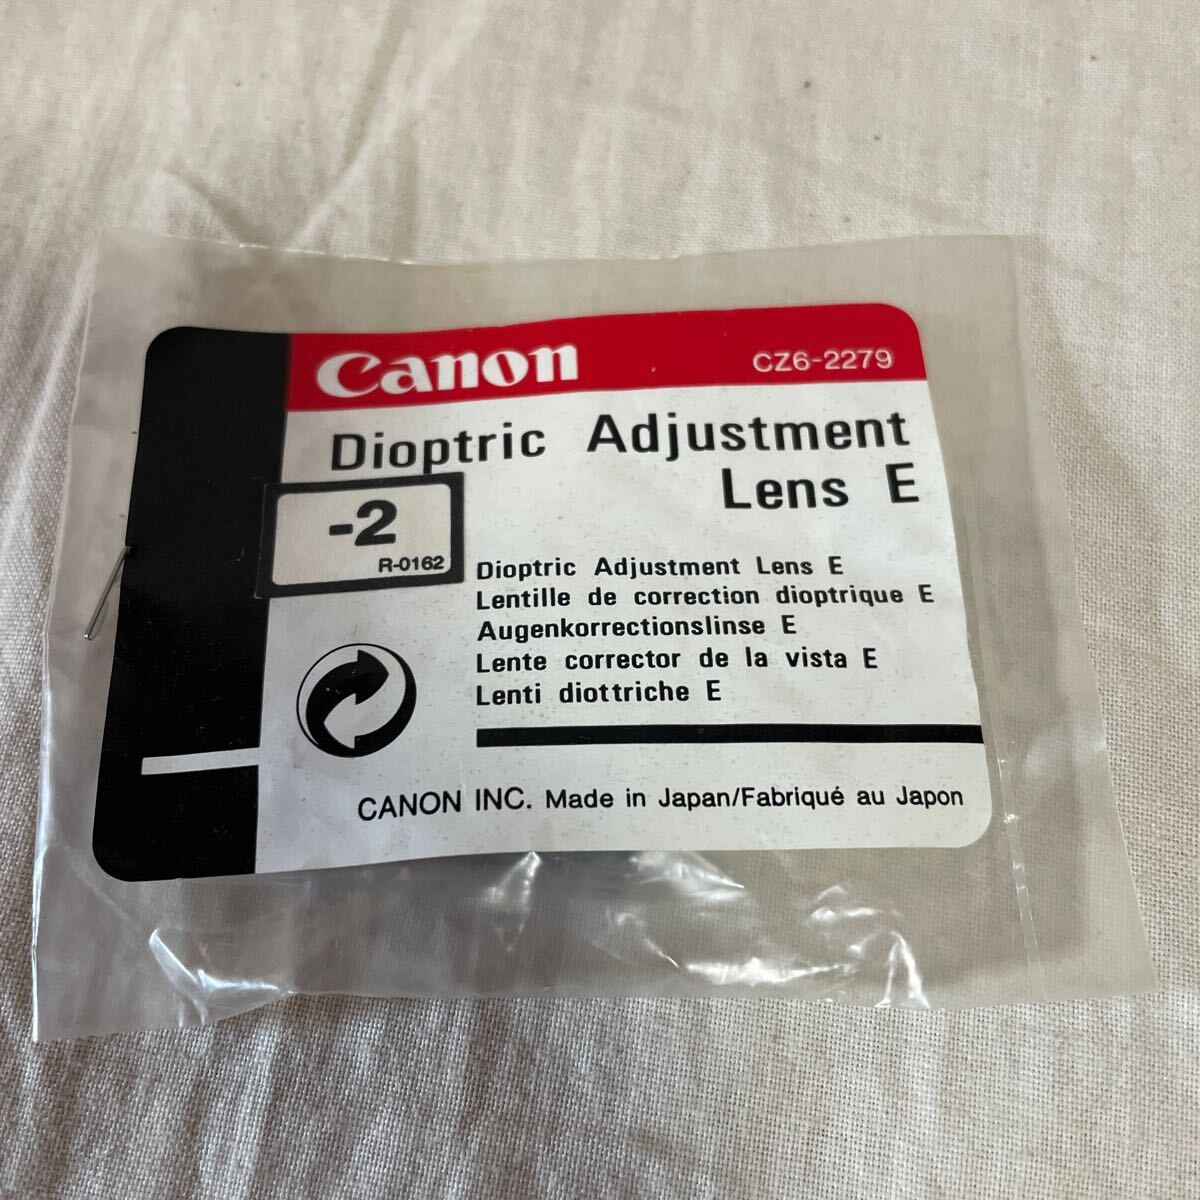 Canon
CZ6-2279
Dioptric Adjustment
Lens E
-2
R-0162
Dioptric Adjustment Lens E
Lentille de correction dioptrique E
Augenkorrectionslinse E
Lente corrector de la vista E
Lenti diottriche E
CANON INC. Made in Japan/Fabriqué au Japon